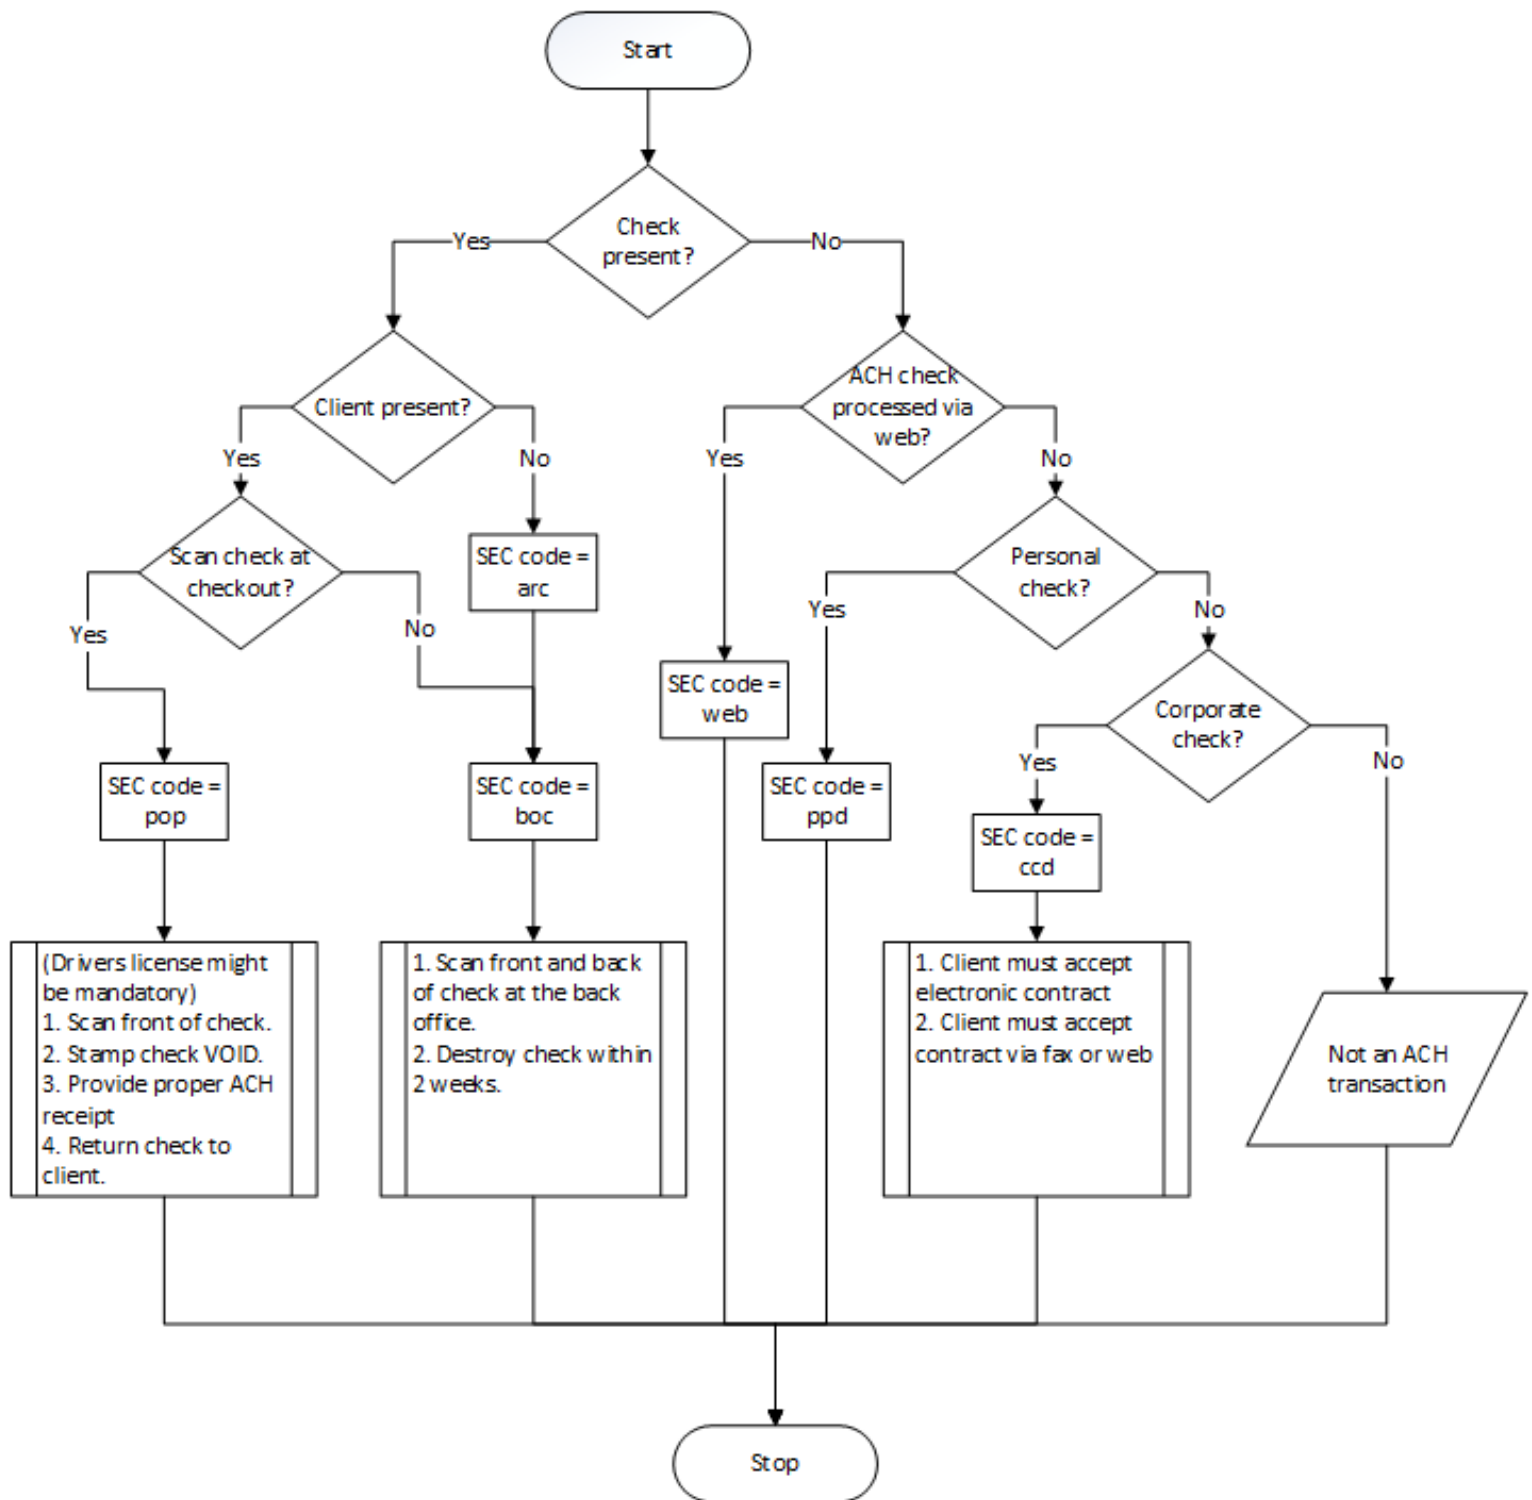 Start
Check
present?
Yes
No
Client present?
ACH check
processed via
web?
Yes
No
Yes
No
Scan check at
checkout?
SEC code =
arc
Personal
check?
Yes
No
Yes
No
SEC code =
web
Corporate
check?
Yes
No
SEC code =
pop
SEC code =
boc
SEC code =
ppd
SEC code =
ccd
(Drivers license might
be mandatory)
1. Scan front of check.
2. Stamp check VOID.
3. Provide proper ACH
receipt
4. Return check to
client.
1. Scan front and back
of check at the back
office.
2. Destroy check within
2 weeks.
1. Client must accept
electronic contract
2. Client must accept
contract via fax or web
Not an ACH
transaction
Stop